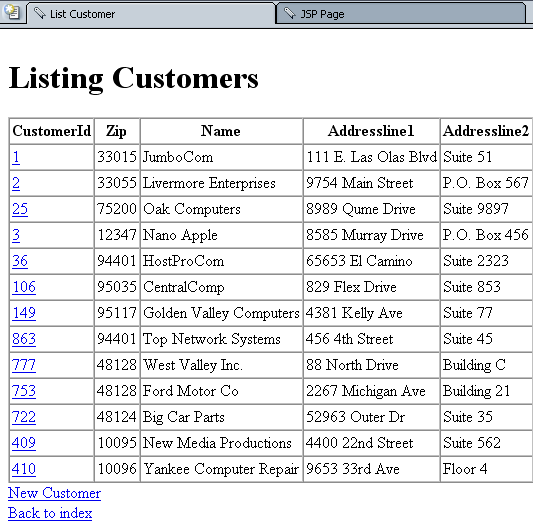 List Customer JSP Page
Listing Customers
CustomerId Zip Name Addressline1 Addressline2
1 33015 JumboCom 111 E. Las Olas Blvd Suite 51
2 33055 Livermore Enterprises 9754 Main Street P.O. Box 567
25 75200 Oak Computers 8989 Qume Drive Suite 9897
3 12347 Nano Apple 8585 Murray Drive P.O. Box 456
36 94401 HostProCom 65653 El Camino Suite 2323
106 95035 CentralComp 829 Flex Drive Suite 853
149 95117 Golden Valley Computers 4381 Kelly Ave Suite 77
863 94401 Top Network Systems 456 4th Street Suite 45
777 48128 West Valley Inc. 88 North Drive Building C
753 48128 Ford Motor Co 2267 Michigan Ave Building 21
722 48124 Big Car Parts 52963 Outer Dr Suite 35
409 10095 New Media Productions 4400 22nd Street Suite 562
410 10096 Yankee Computer Repair 9653 33rd Ave Floor 4
New Customer
Back to index